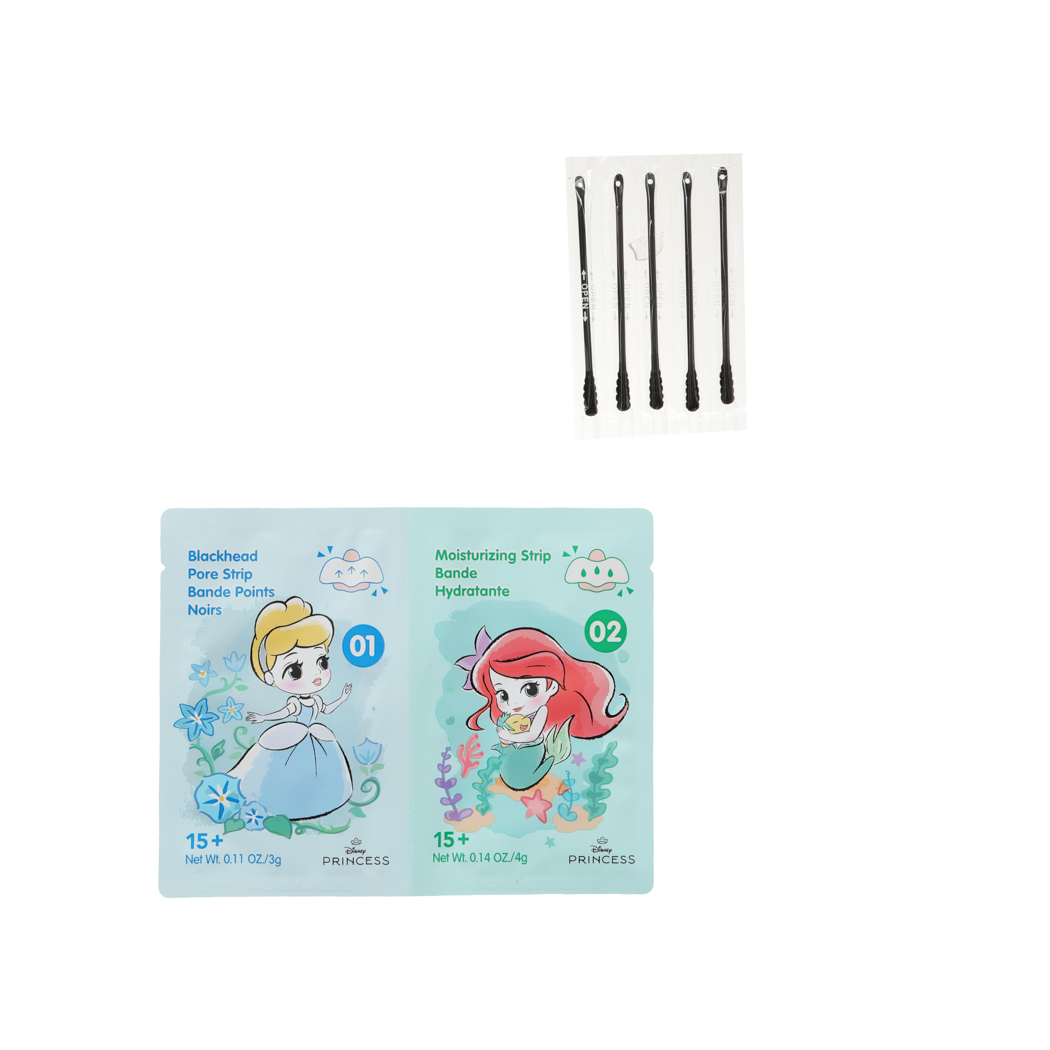 ← OPEN →
Blackhead
Pore Strip
Bande Points
Noirs
01
15+
Net Wt. 0.11 OZ./3g
Disney
PRINCESS
Moisturizing Strip
Bande
Hydratante
02
15+
Net Wt. 0.14 OZ./4g
Disney
PRINCESS